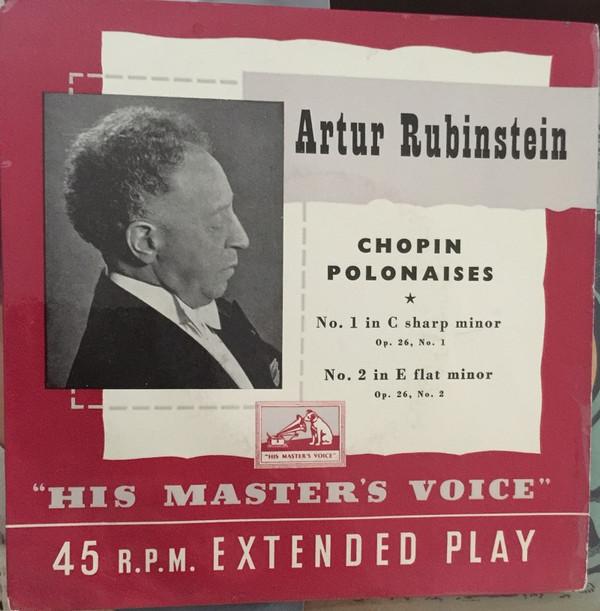 Artur Rubinstein
CHOPIN
POLONAISES
★
No. 1 in C sharp minor
Op. 26, No. 1
No. 2 in E flat minor
Op. 26, No. 2
"HIS MASTER'S VOICE"
"HIS MASTER'S VOICE"
45 R.P.M. EXTENDED PLAY